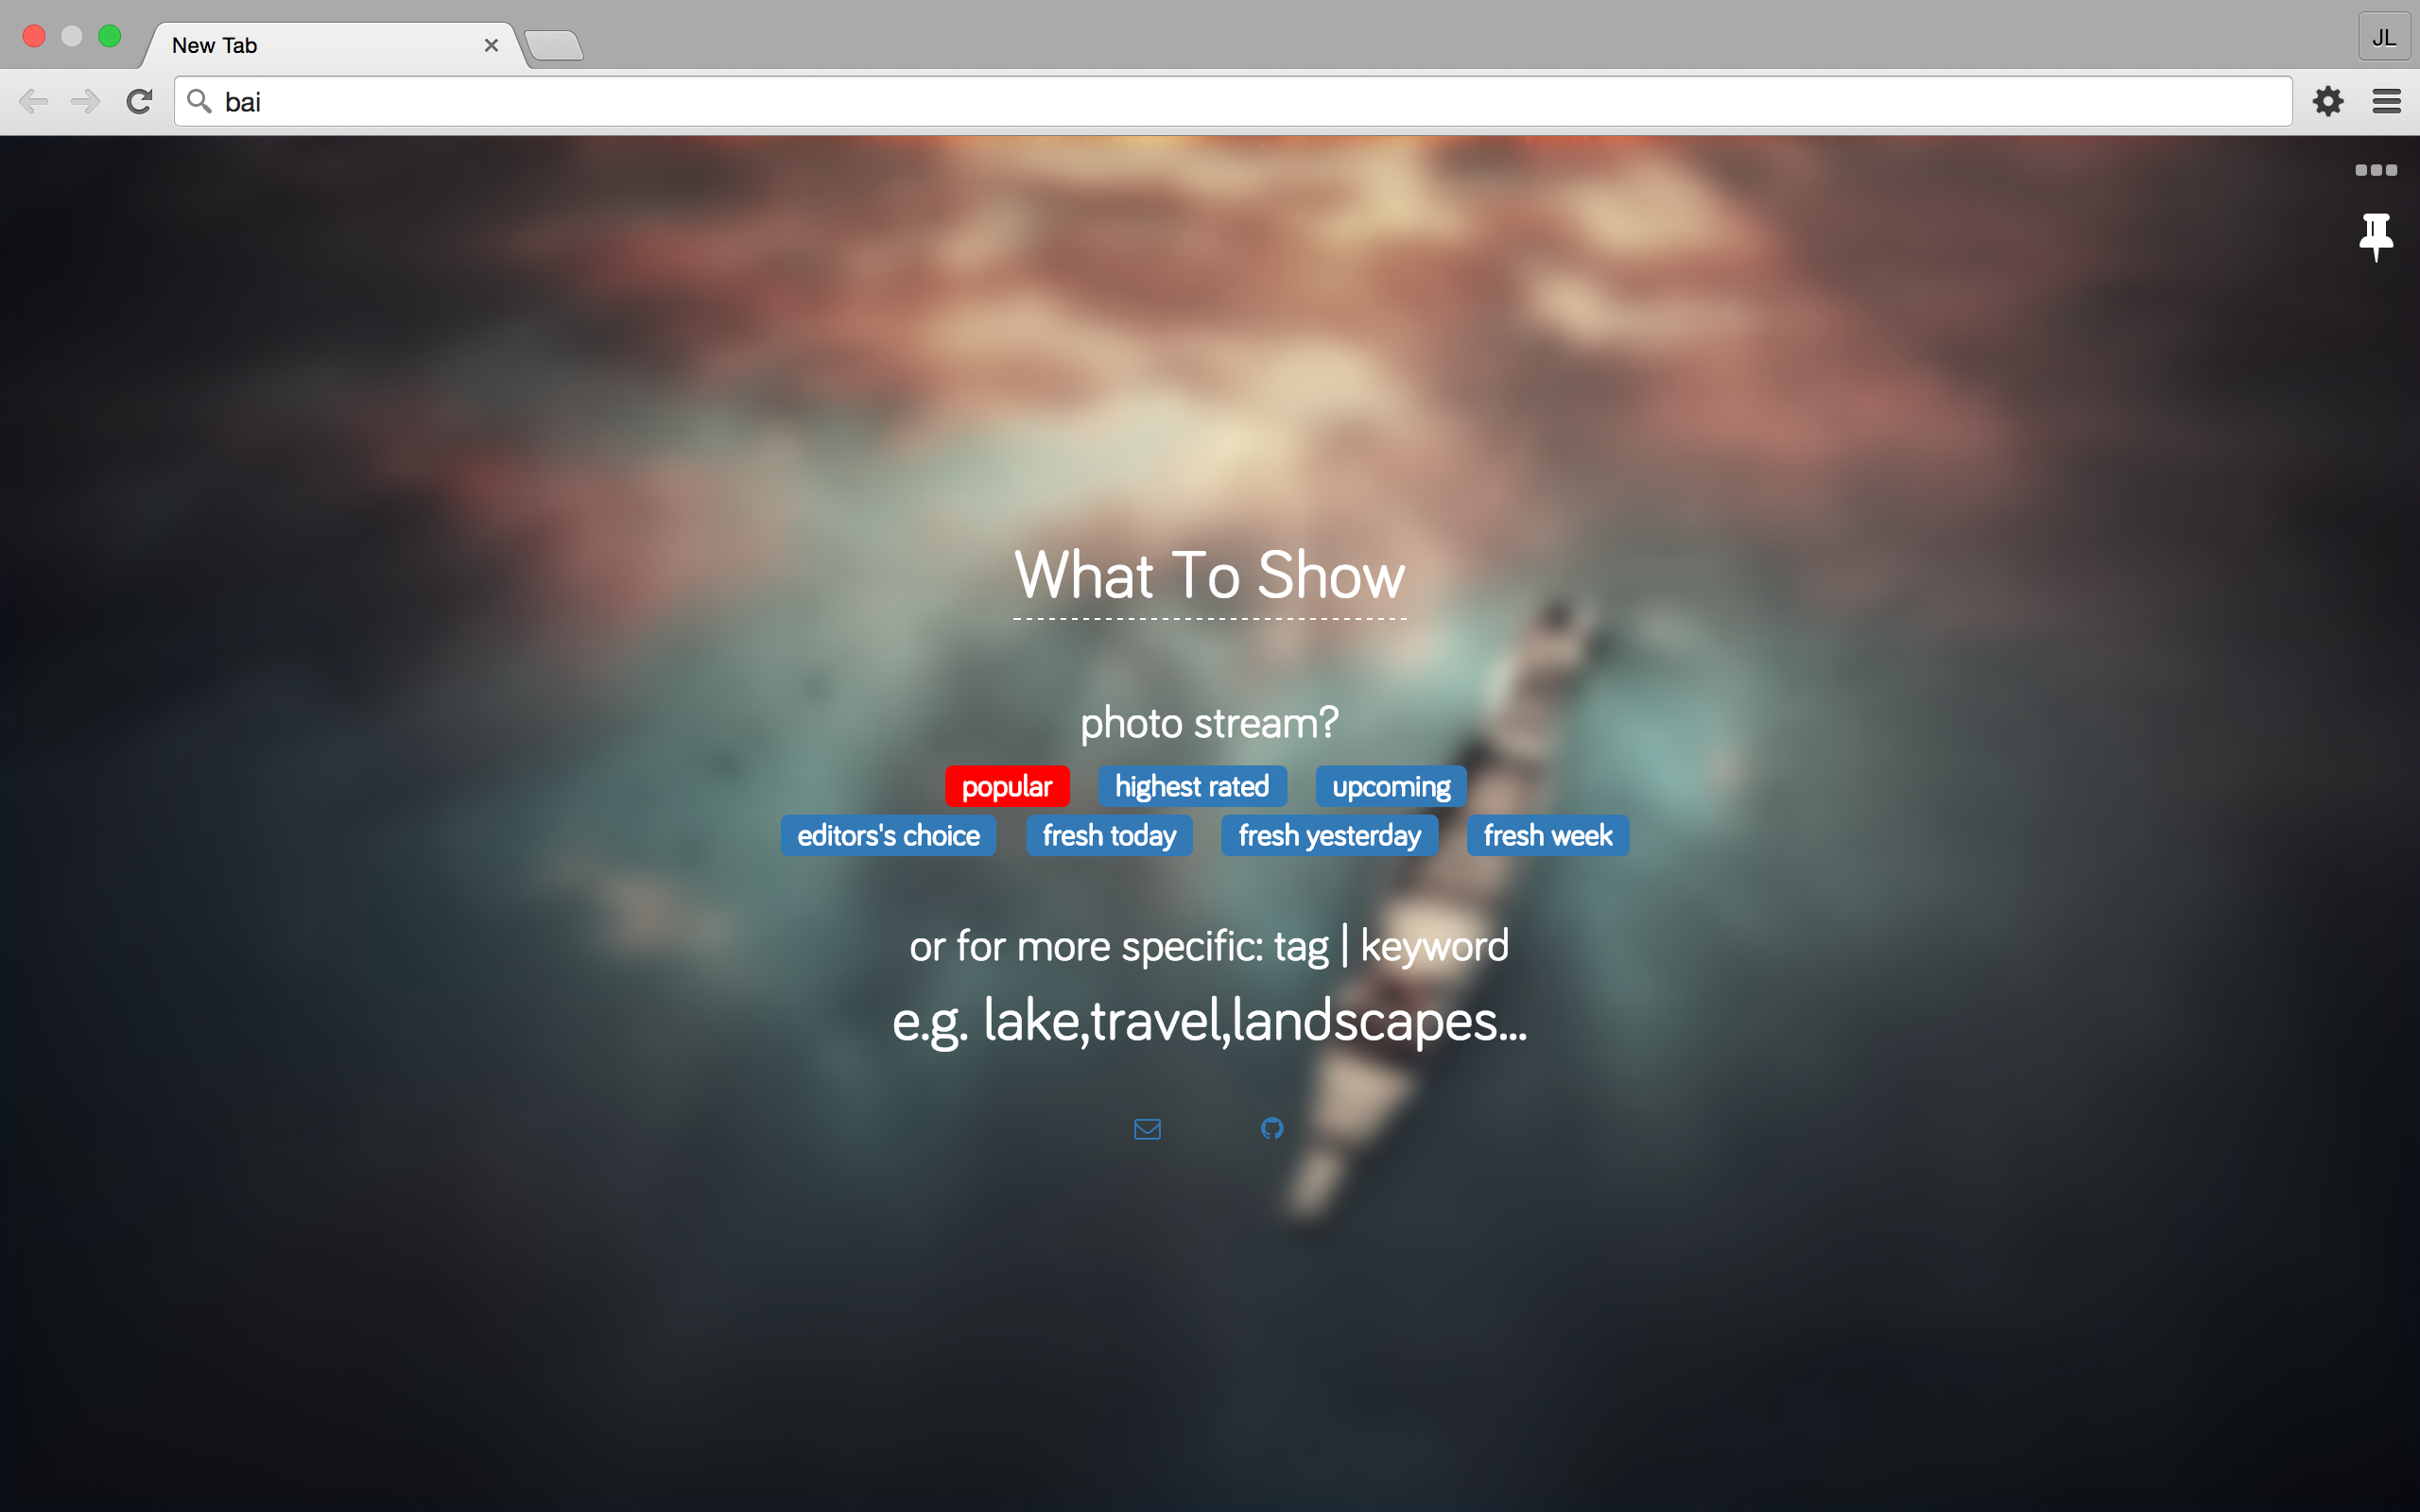 New Tab
JL
bai
What To Show
photo stream?
popular highest rated upcoming
editors's choice fresh today fresh yesterday fresh week
or for more specific: tag | keyword
e.g. lake,travel,landscapes...